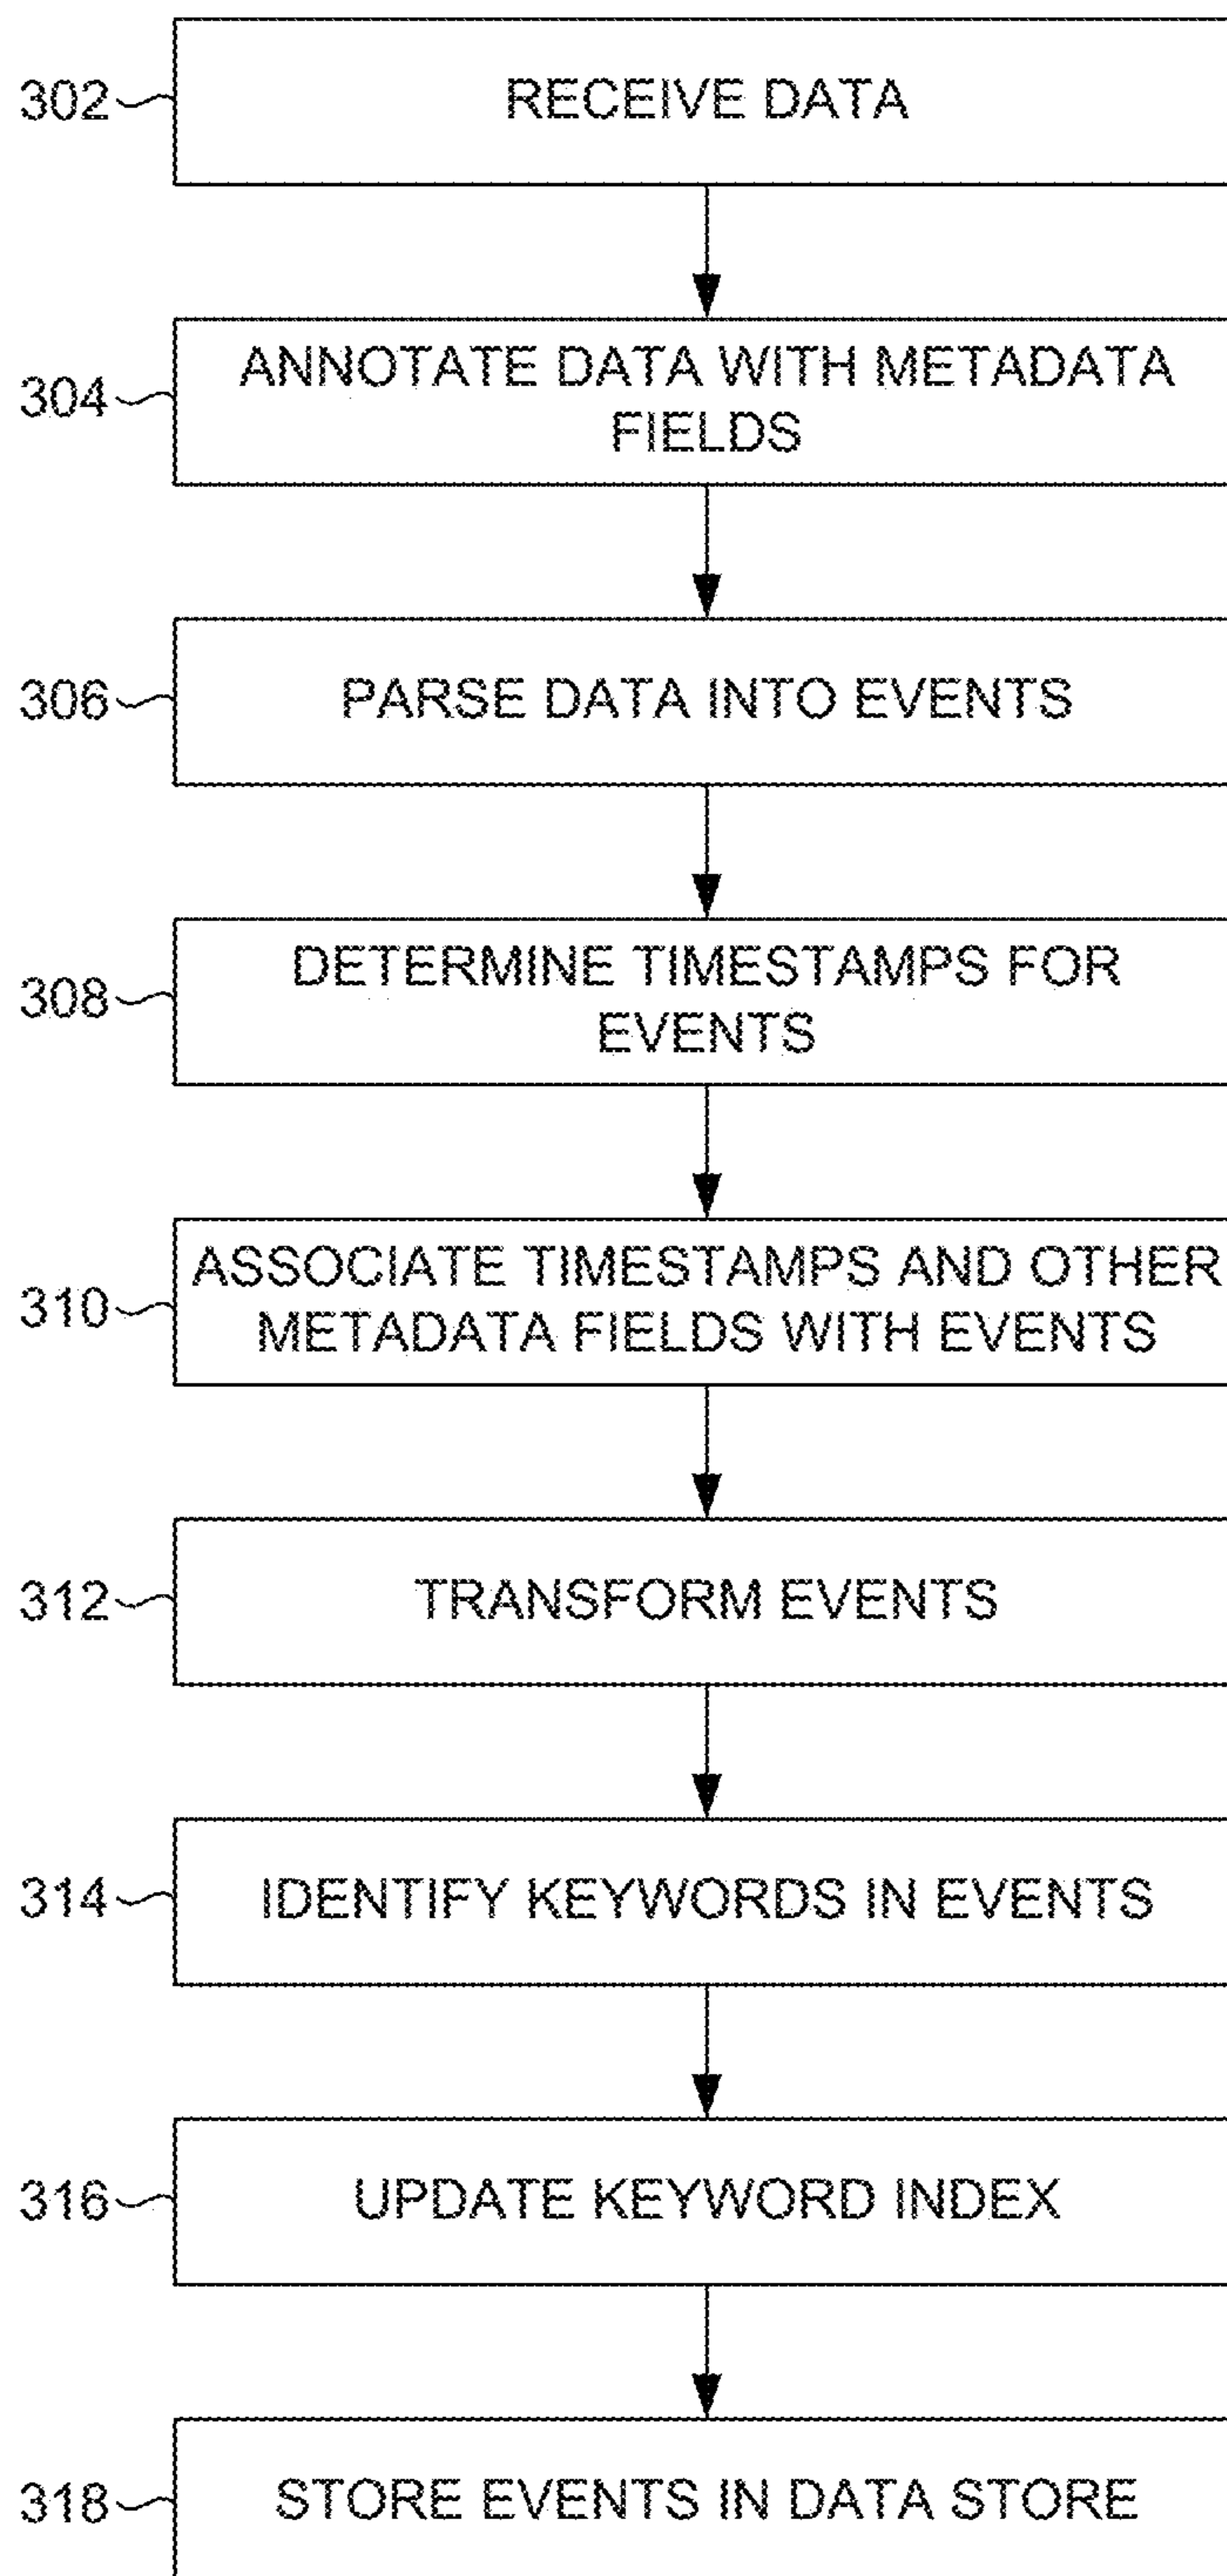 302
RECEIVE DATA
304
ANNOTATE DATA WITH METADATA
FIELDS
306
PARSE DATA INTO EVENTS
308
DETERMINE TIMESTAMPS FOR
EVENTS
310
ASSOCIATE TIMESTAMPS AND OTHER
METADATA FIELDS WITH EVENTS
312
TRANSFORM EVENTS
314
IDENTIFY KEYWORDS IN EVENTS
316
UPDATE KEYWORD INDEX
318
STORE EVENTS IN DATA STORE